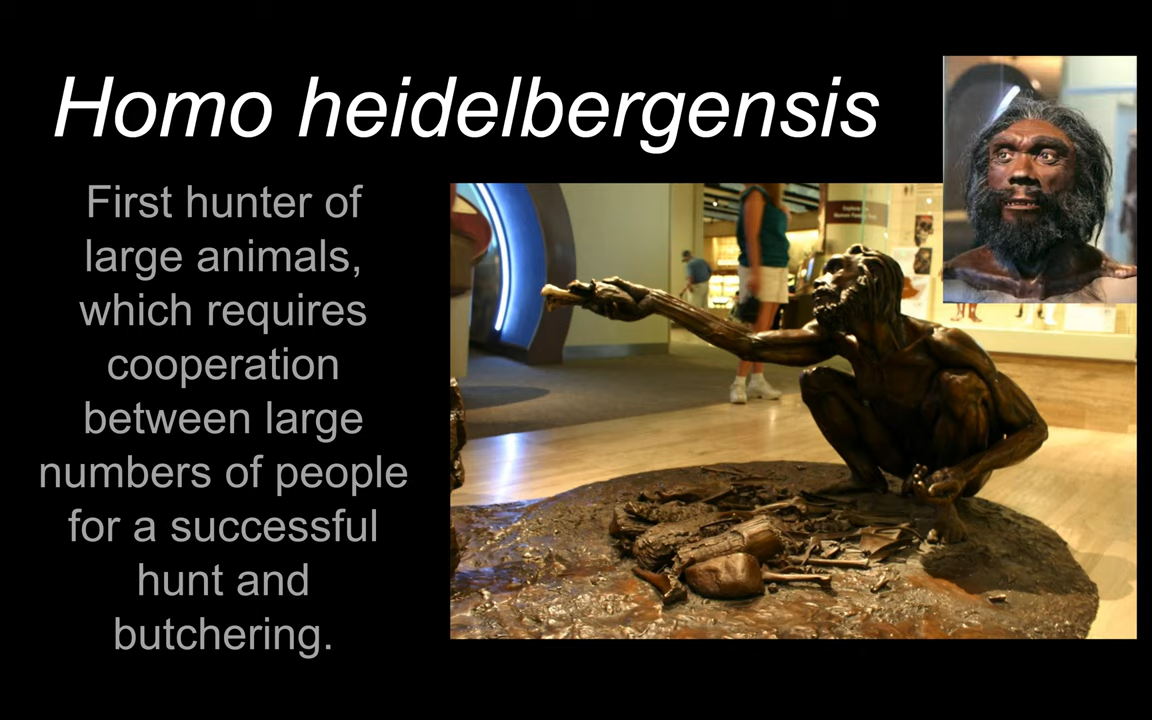 Homo heidelbergensis
First hunter of
large animals,
which requires
cooperation
between large
numbers of people
for a successful
hunt and
butchering.